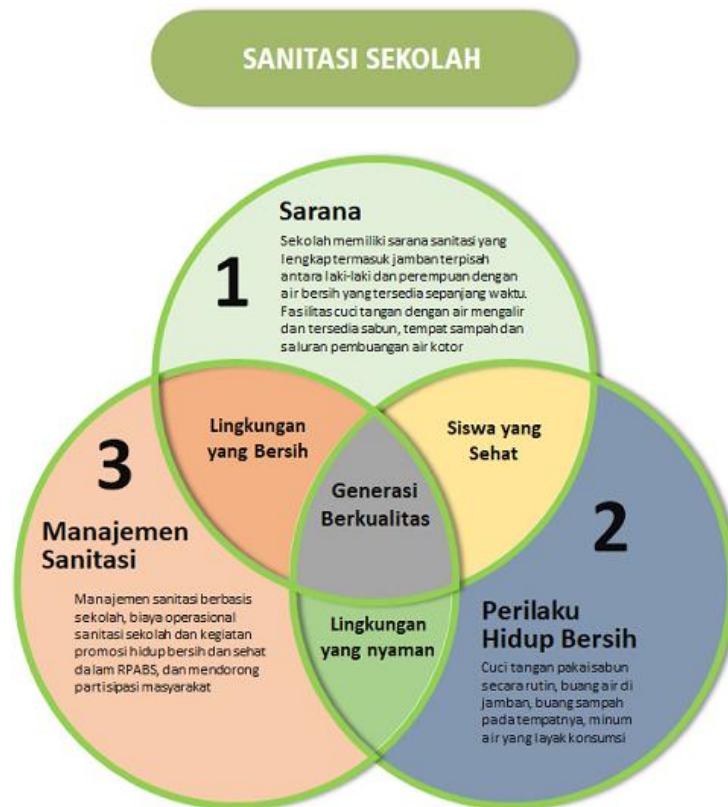 SANITASI SEKOLAH
1
Sarana
Sekolah memiliki sarana sanitasi yang
lengkap termasuk jamban terpisah
antara laki-laki dan perempuan dengan
air bersih yang tersedia sepanjang waktu.
Fasilitas cuci tangan dengan air mengalir
dan tersedia sabun, tempat sampah dan
saluran pembuangan air kotor
Lingkungan
yang Bersih
Siswa yang
Sehat
Generasi
Berkualitas
3
Manajemen
Sanitasi
Manajemen sanitasi berbasis
sekolah, biaya operasional
sanitasi sekolah dan kegiatan
promosi hidup bersih dan sehat
dalam RPABS, dan mendorong
partisipasi masyarakat
Lingkungan
yang nyaman
2
Perilaku
Hidup Bersih
Cuci tangan pakai sabun
secara rutin, buang air di
jamban, buang sampah
pada tempatnya, minum
air yang layak konsumsi